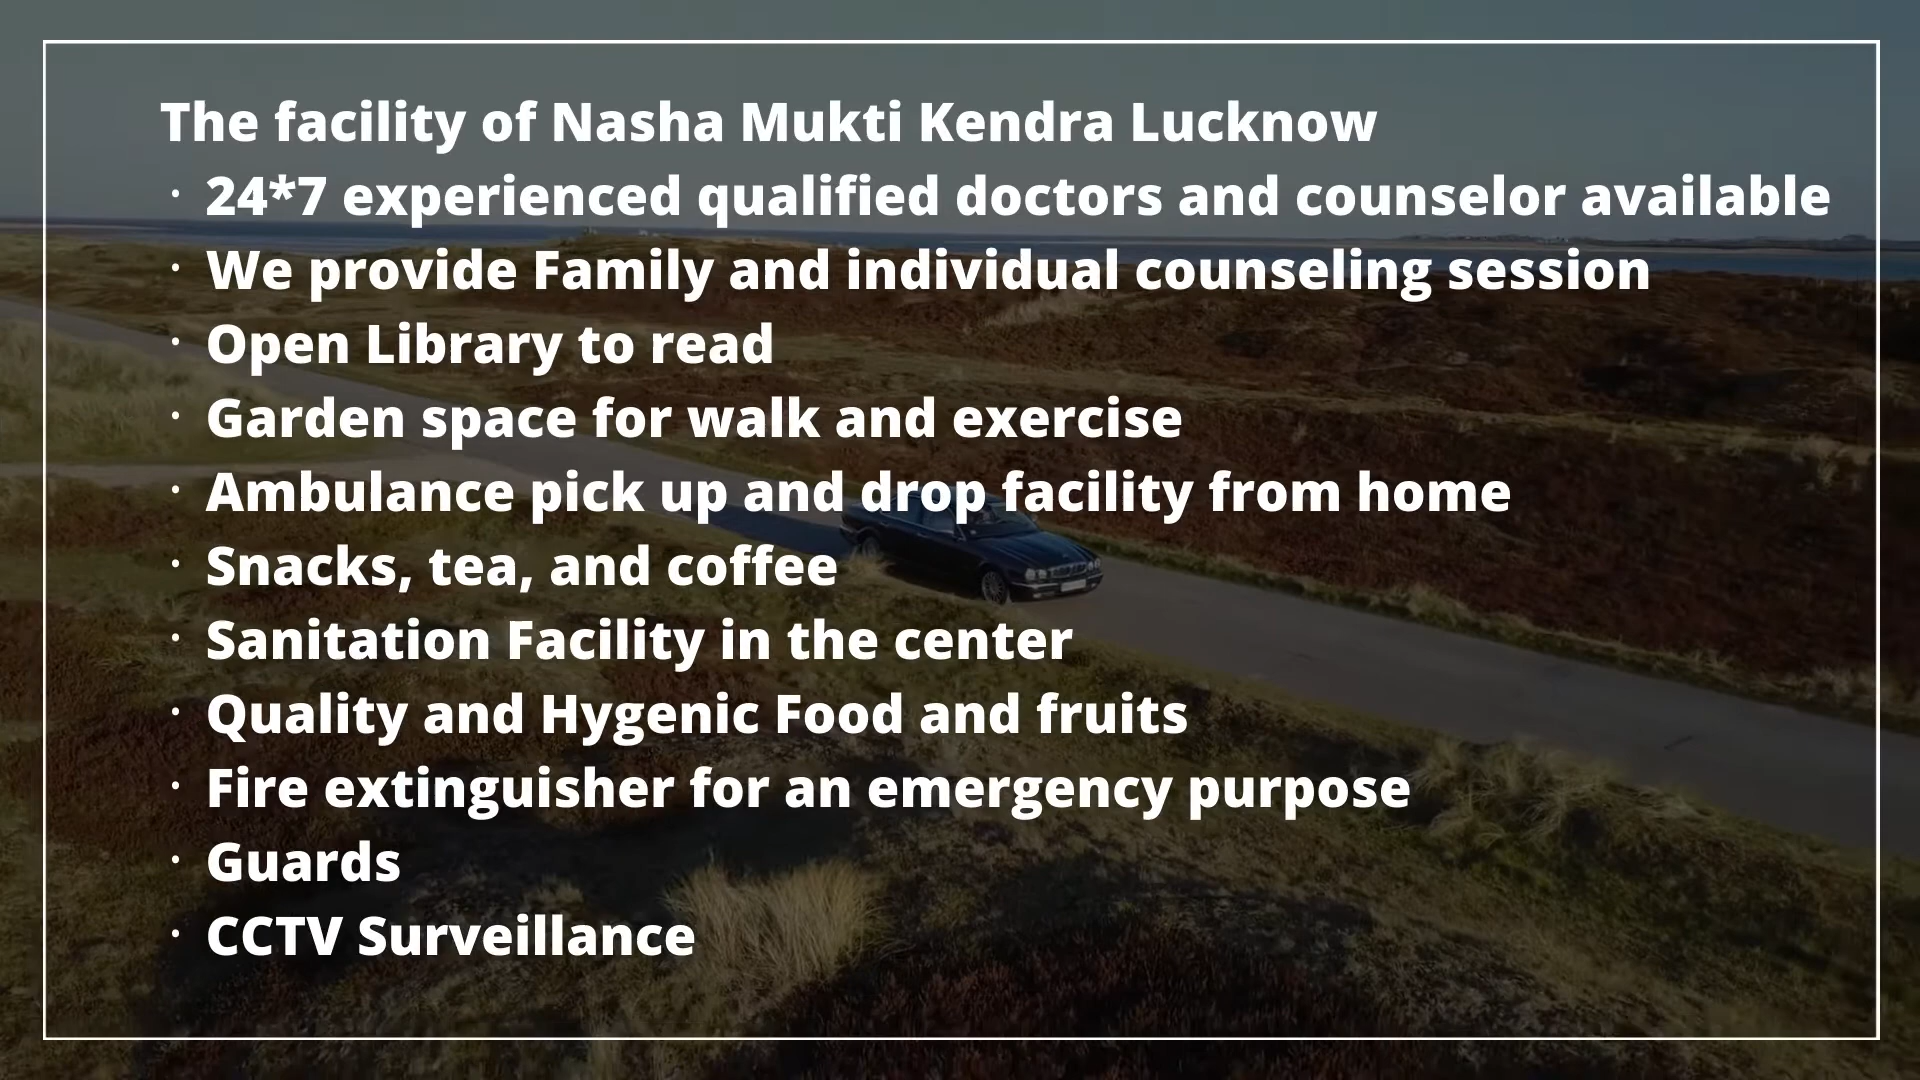 The facility of Nasha Mukti Kendra Lucknow
· 24*7 experienced qualified doctors and counselor available
· We provide Family and individual counseling session
· Open Library to read
· Garden space for walk and exercise
· Ambulance pick up and drop facility from home
· Snacks, tea, and coffee
· Sanitation Facility in the center
· Quality and Hygenic Food and fruits
· Fire extinguisher for an emergency purpose
· Guards
· CCTV Surveillance